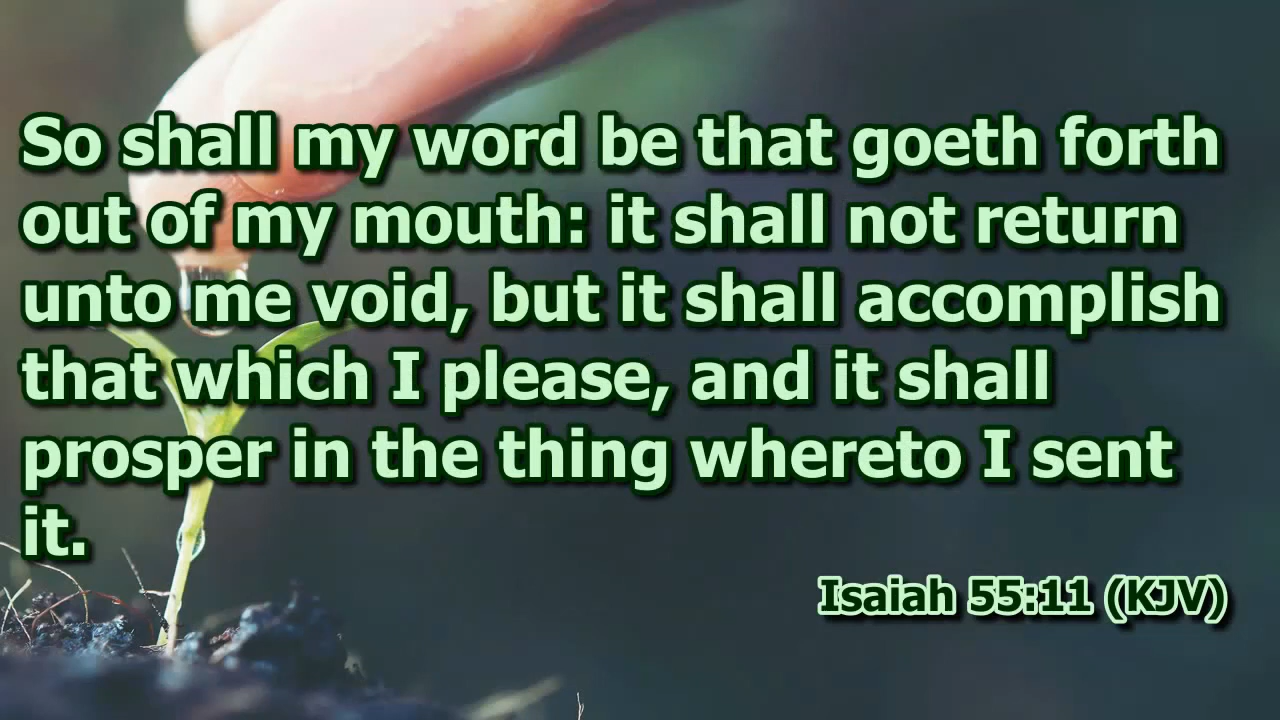 So shall my word be that goeth forth
out of my mouth: it shall not return
unto me void, but it shall accomplish
that which I please, and it shall
prosper in the thing whereto I sent
it.
Isaiah 55:11 (KJV)